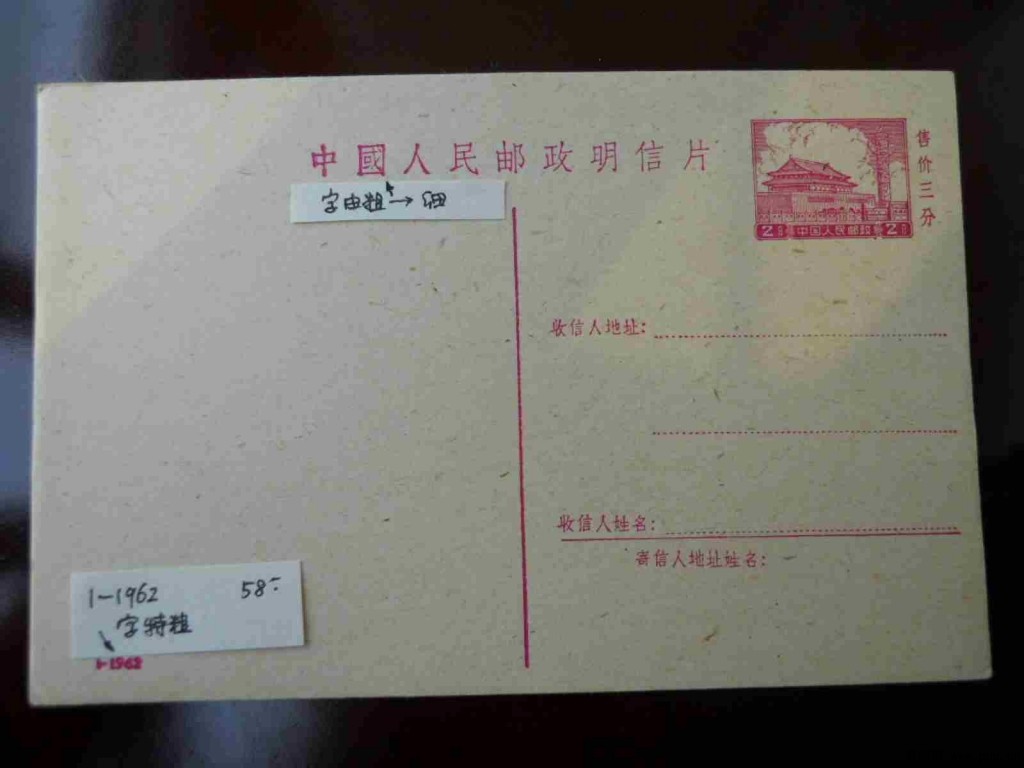 中國人民邮政明信片
售价三分
字由粗→细
2 中国人民邮政 2
收信人地址：
收信人姓名：
寄信人地址姓名：
1-1962 58-
字特粗
1-1962